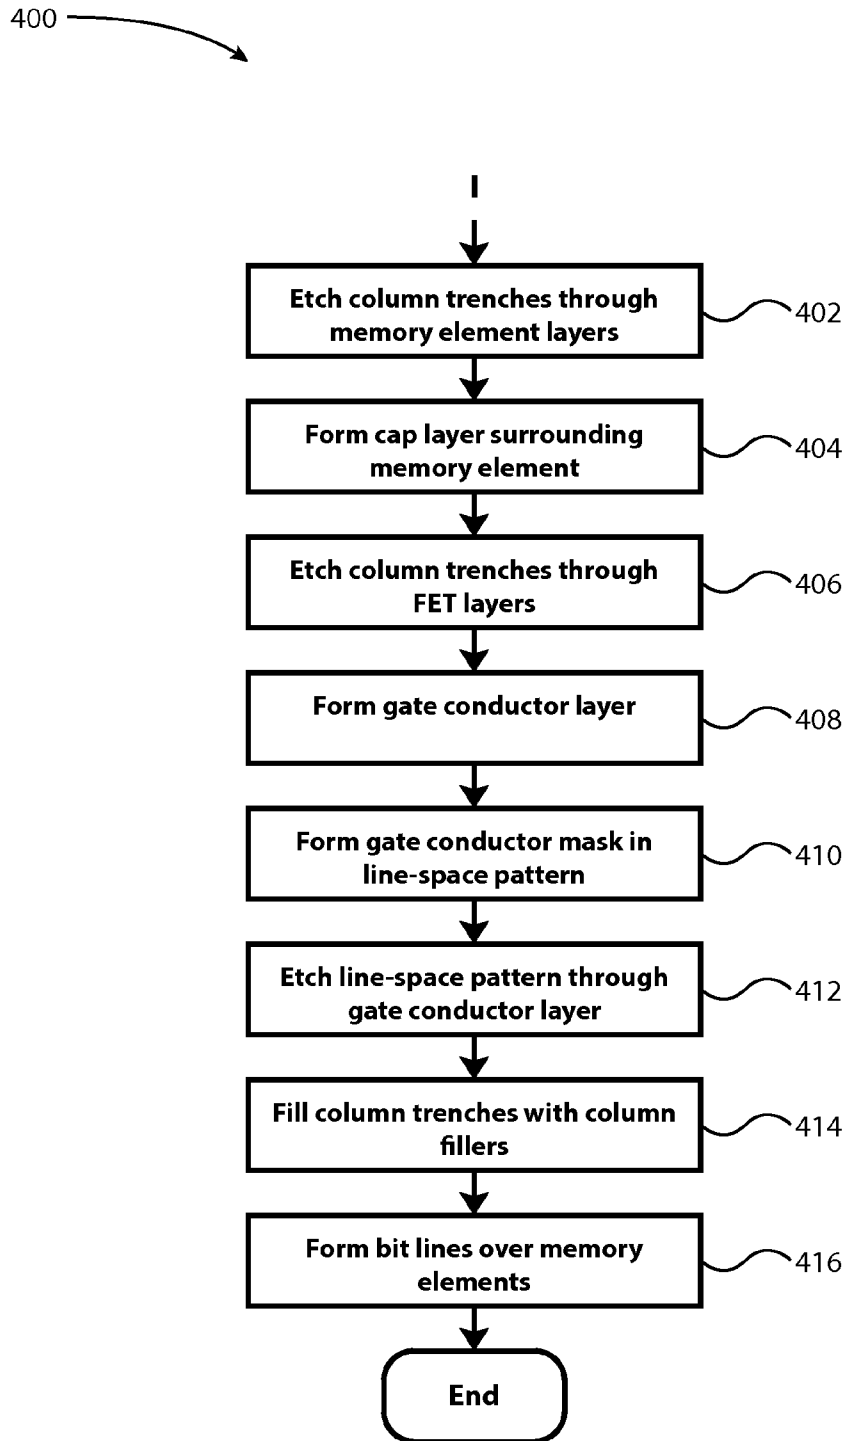 400
Etch column trenches through
memory element layers
402
Form cap layer surrounding
memory element
404
Etch column trenches through
FET layers
406
Form gate conductor layer
408
Form gate conductor mask in
line-space pattern
410
Etch line-space pattern through
gate conductor layer
412
Fill column trenches with column
fillers
414
Form bit lines over memory
elements
416
End